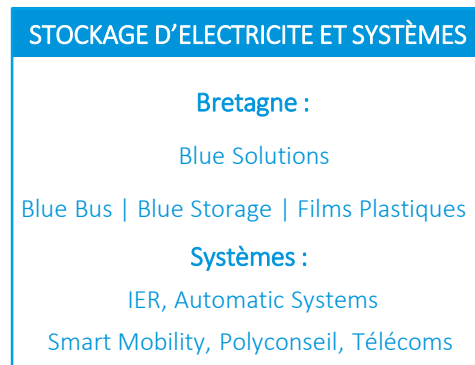 STOCKAGE D’ELECTRICITE ET SYSTÈMES
Bretagne :
Blue Solutions
Blue Bus | Blue Storage | Films Plastiques
Systèmes :
IER, Automatic Systems
Smart Mobility, Polyconseil, Télécoms